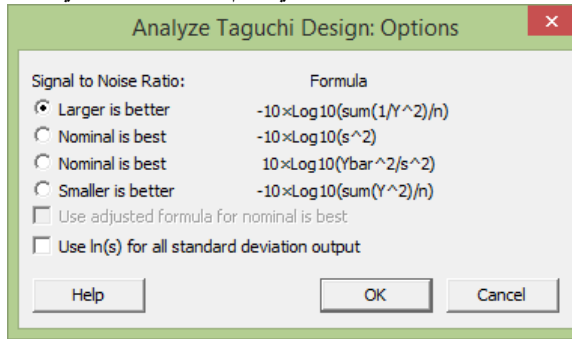 Analyze Taguchi Design: Options
Signal to Noise Ratio: Formula
Larger is better -10×Log10(sum(1/Y^2)/n)
Nominal is best -10×Log10(s^2)
Nominal is best 10×Log10(Ybar^2/s^2)
Smaller is better -10×Log10(sum(Y^2)/n)
Use adjusted formula for nominal is best
Use ln(s) for all standard deviation output
Help OK Cancel